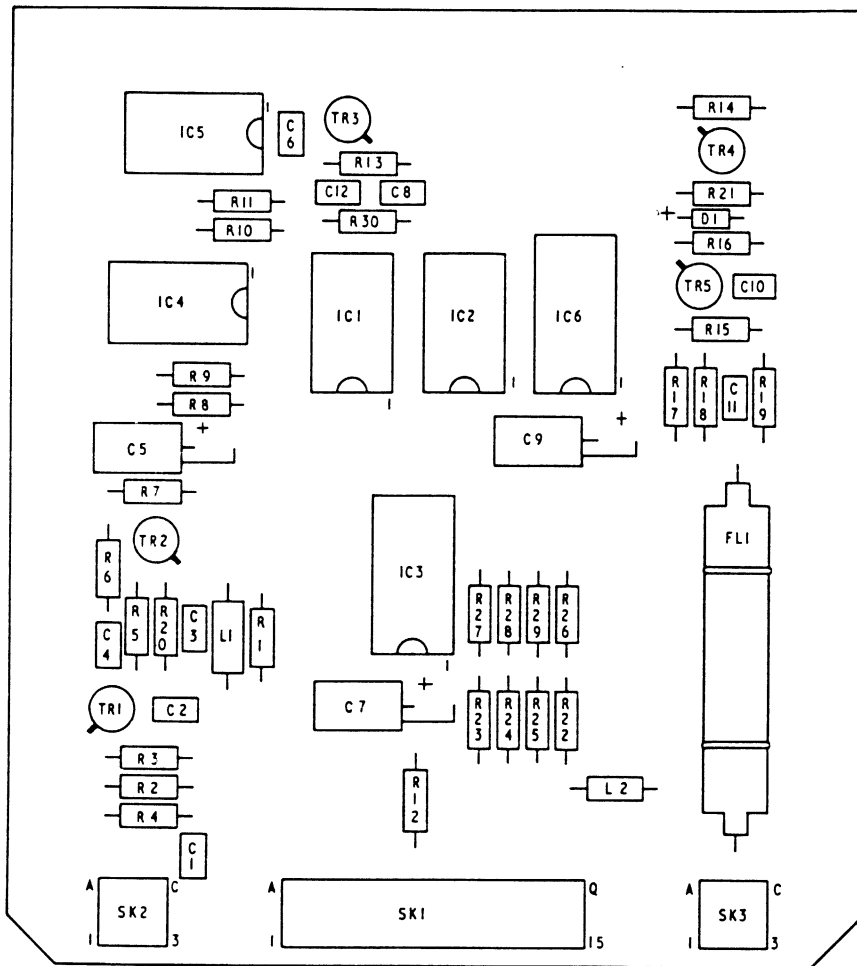 R14
1
IC5
C6
TR3
TR4
R13
C12
C8
R21
R11
+
D1
R30
R10
R16
1
IC4
IC1
IC2
IC6
TR5
C10
R15
R9
1
1
1
R17
R18
C11
R19
R8
+
+
C5
C9
R7
TR2
FL1
R6
IC3
R27
R28
R29
R26
R5
R20
C3
L1
R1
C4
1
+
TR1
C2
C7
R23
R24
R25
R22
R3
R2
R12
L2
R4
C1
A
C
A
Q
A
C
SK2
SK1
SK3
1
3
1
15
1
3